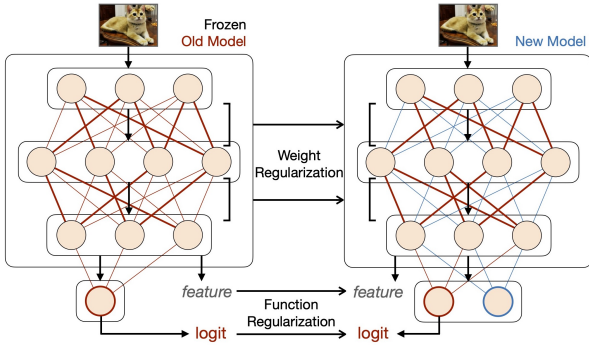 Frozen
Old Model
New Model
Weight
Regularization
feature
Function
Regularization
feature
logit
logit